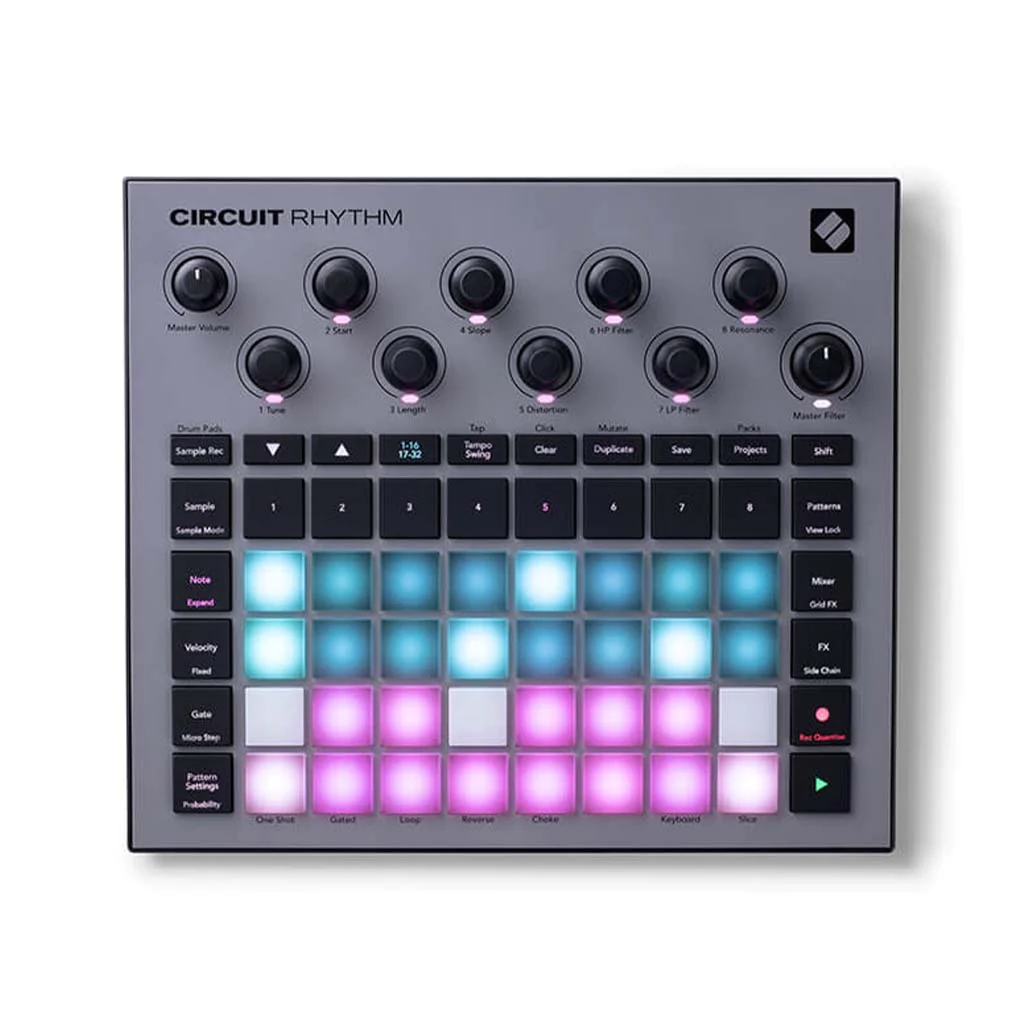 CIRCUIT RHYTHM
Master Volume
2 Start
4 Slope
6 HP Filter
8 Resonance
1 Tune
3 Length
5 Distortion
7 LP Filter
Master Filter
Drum Pads
Tap
Click
Mutate
Packs
Sample Rec
▼
▲
1-16
17-32
Tempo
Swing
Clear
Duplicate
Save
Projects
Shift
Sample
Sample Mode
1
2
3
4
5
6
7
8
Patterns
View Lock
Note
Expand
Mixer
Grid FX
Velocity
Fixed
FX
Side Chain
Gate
Micro Step
Rec Quantise
Pattern
Settings
Probability
One Shot
Gated
Loop
Reverse
Choke
Keyboard
Slice